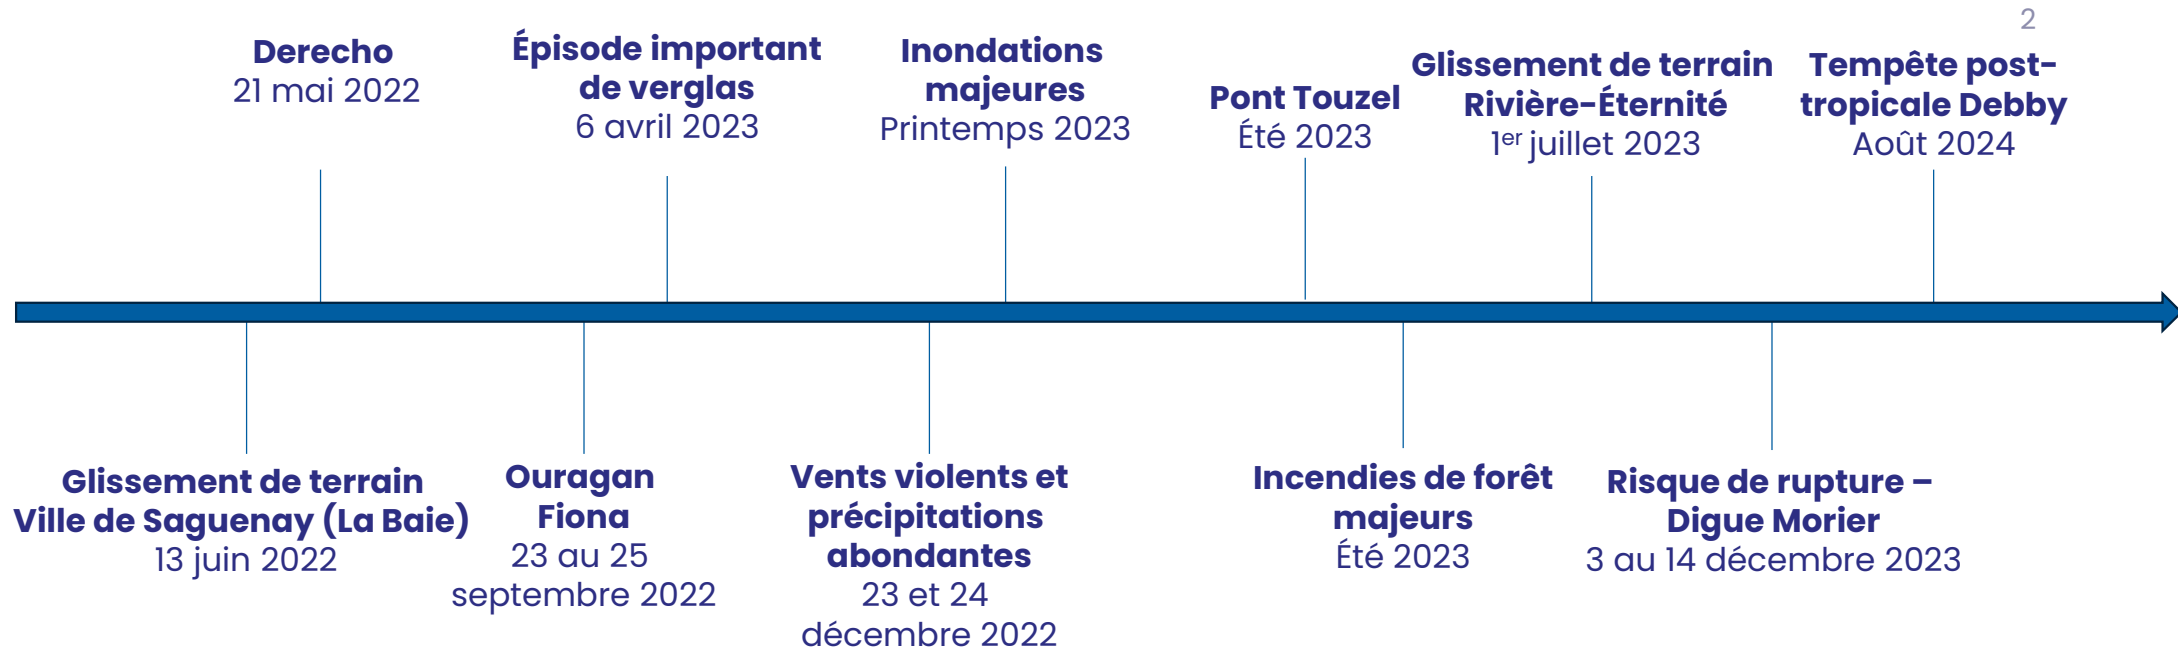 2
Derecho
21 mai 2022
Épisode important
de verglas
6 avril 2023
Inondations
majeures
Printemps 2023
Pont Touzel
Été 2023
Glissement de terrain
Rivière-Éternité
1er juillet 2023
Tempête post-
tropicale Debby
Août 2024
Glissement de terrain
Ville de Saguenay (La Baie)
13 juin 2022
Ouragan
Fiona
23 au 25
septembre 2022
Vents violents et
précipitations
abondantes
23 et 24
décembre 2022
Incendies de forêt
majeurs
Été 2023
Risque de rupture –
Digue Morier
3 au 14 décembre 2023